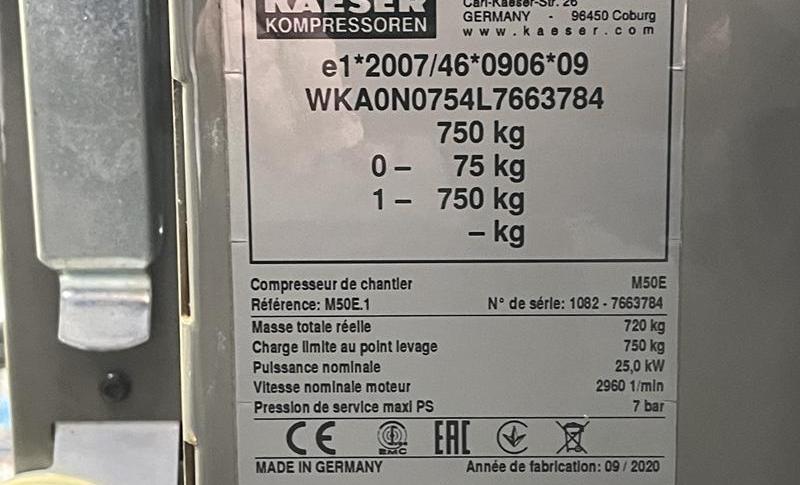 KAESER
KOMPRESSOREN
Carl-Kaeser-Str. 26
GERMANY - 96450 Coburg
www.kaeser.com
e1*2007/46*0906*09
WKA0N0754L7663784
750 kg
0 – 75 kg
1 – 750 kg
– kg
Compresseur de chantier M50E
Référence: M50E.1 N° de série: 1082 - 7663784
Masse totale réelle 720 kg
Charge limite au point levage 750 kg
Puissance nominale 25,0 kW
Vitesse nominale moteur 2960 1/min
Pression de service maxi PS 7 bar
CE EMC EAC
MADE IN GERMANY Année de fabrication: 09 / 2020